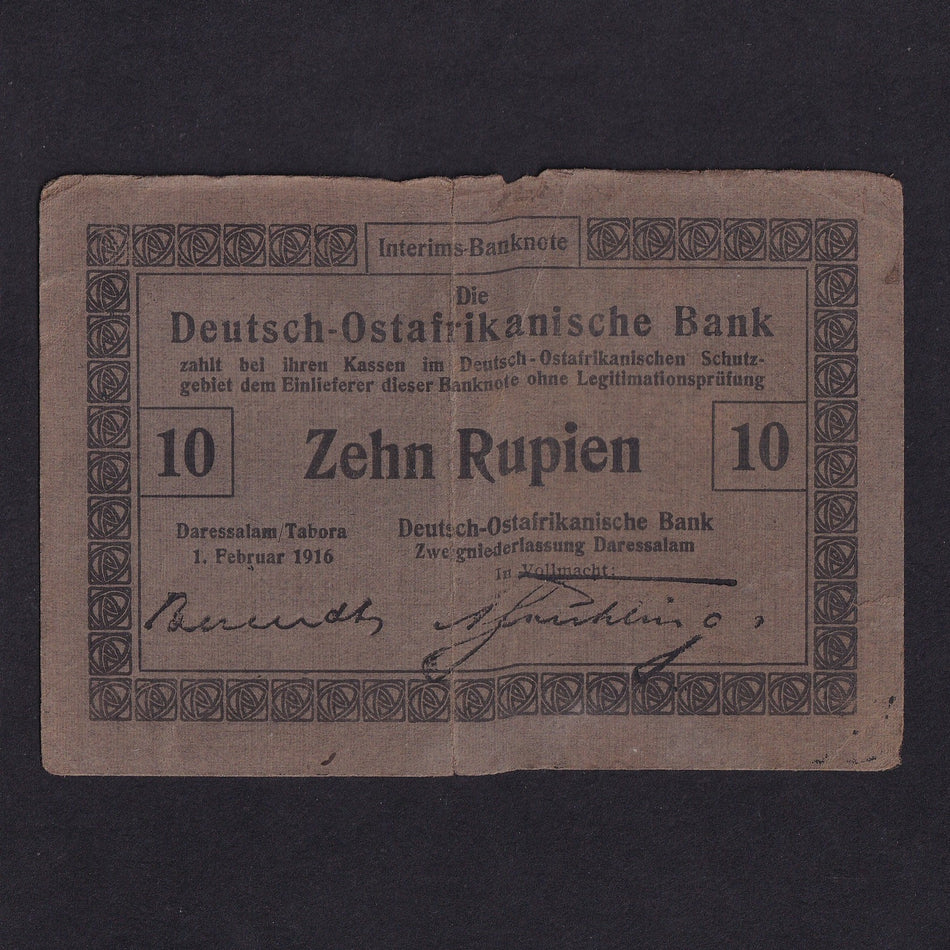 Interims-Banknote
Die
Deutsch-Ostafrikanische Bank
zahlt bei ihren Kassen im Deutsch-Ostafrikanischen Schutz-
gebiet dem Einlieferer dieser Banknote ohne Legitimationsprüfung
10 Zehn Rupien 10
Daressalam/Tabora
1. Februar 1916
Deutsch-Ostafrikanische Bank
Zweigniederlassung Daressalam
In Vollmacht: